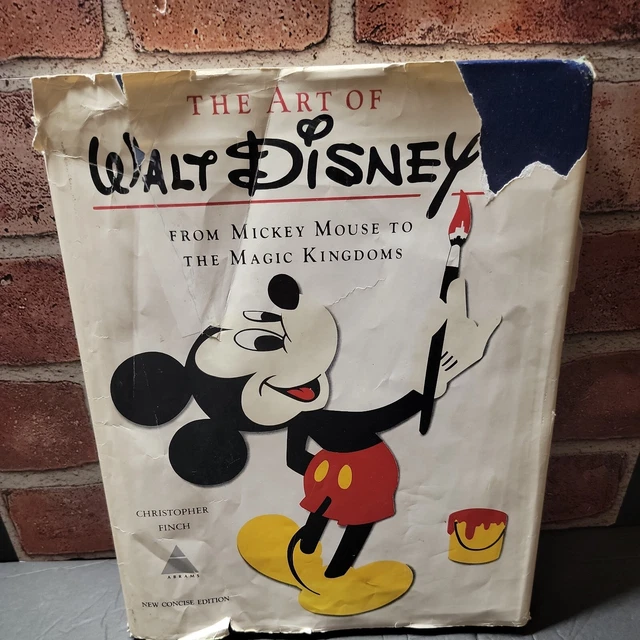 THE ART OF
WALT DISNEY
FROM MICKEY MOUSE TO
THE MAGIC KINGDOMS
CHRISTOPHER
FINCH
ABRAMS
NEW CONCISE EDITION